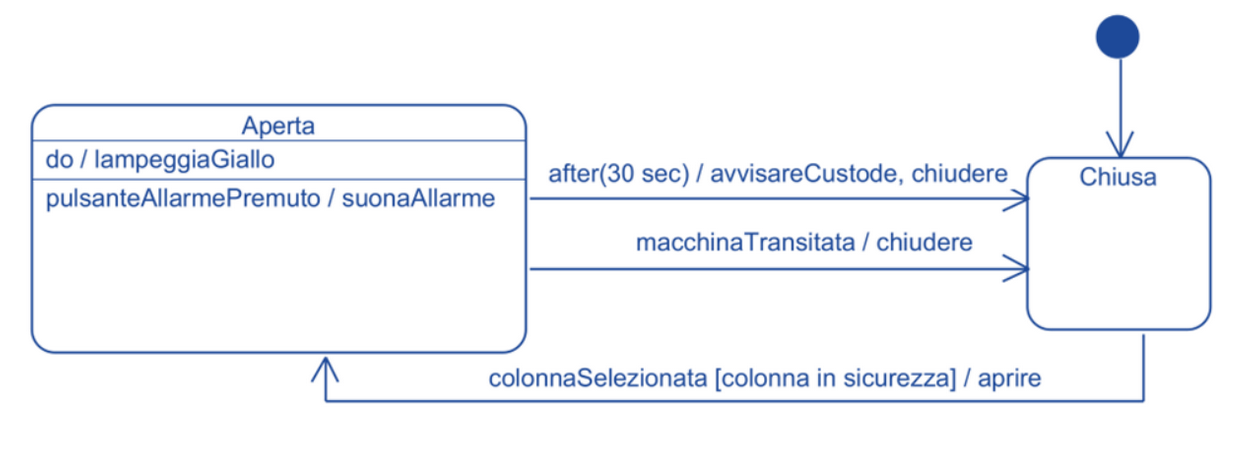 Aperta
do / lampeggiaGiallo
pulsanteAllarmePremuto / suonaAllarme
after(30 sec) / avvisareCustode, chiudere
macchinaTransitata / chiudere
Chiusa
colonnaSelezionata [colonna in sicurezza] / aprire